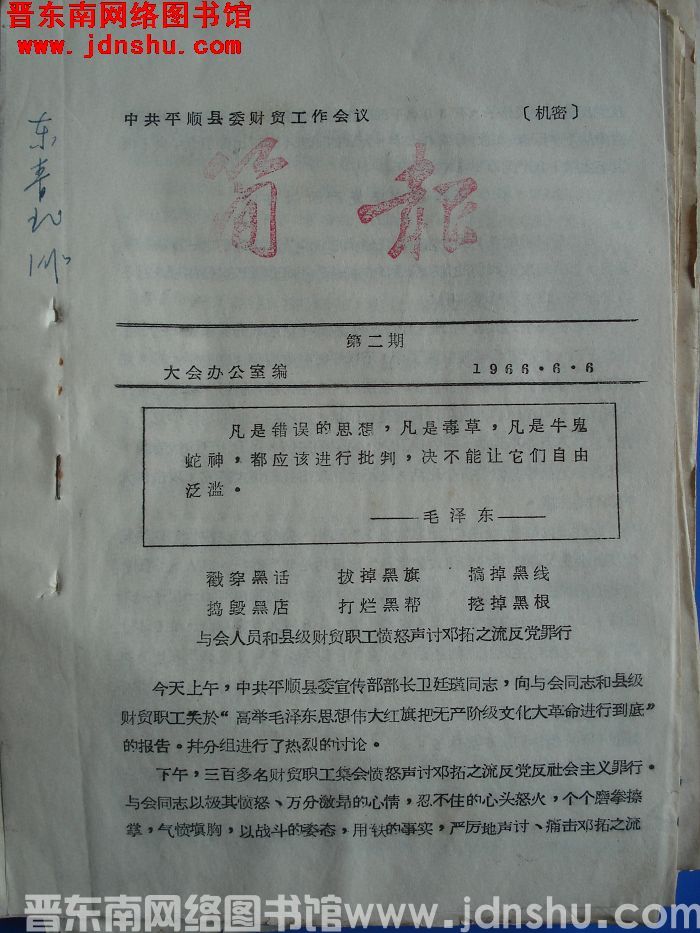 晋东南网络图书馆
www.jdnshu.com
中共平顺县委财贸工作会议 〔机密〕
简报
第二期
大会办公室编 1966·6·6
凡是错误的思想，凡是毒草，凡是牛鬼
蛇神，都应该进行批判，决不能让它们自由
泛滥。
——毛泽东——
戳穿黑话 拔掉黑旗 搞掉黑线
捣毁黑店 打烂黑帮 挖掉黑根
与会人员和县级财贸职工愤怒声讨邓拓之流反党罪行
今天上午，中共平顺县委宣传部部长卫廷瑞同志，向与会同志和县级
财贸职工关於“高举毛泽东思想伟大红旗把无产阶级文化大革命进行到底”
的报告。并分组进行了热烈的讨论。
下午，三百多名财贸职工集会愤怒声讨邓拓之流反党反社会主义罪行。
与会同志以极其愤怒、万分激昂的心情，忍不住的心头怒火，个个磨拳擦
掌，气愤填胸，以战斗的姿态，用铁的事实，严厉地声讨、痛击邓拓之流
晋东南网络图书馆 www.jdnshu.com